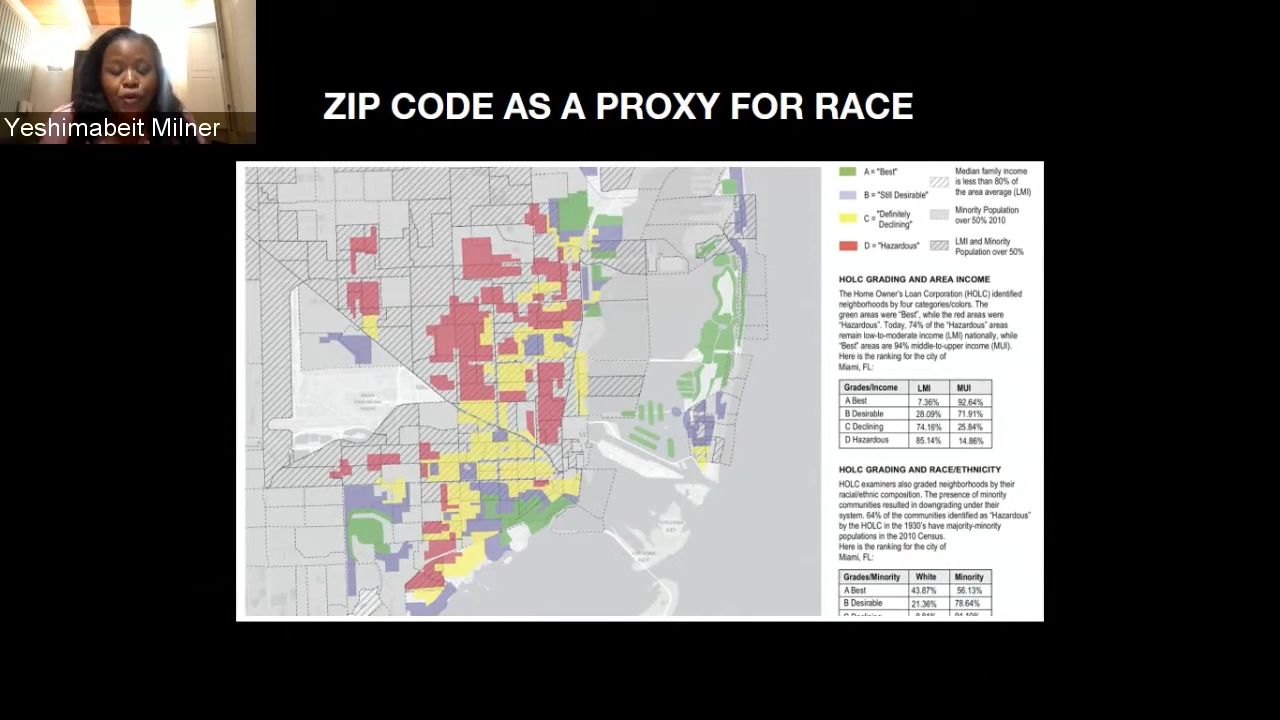 Yeshimabeit Milner
ZIP CODE AS A PROXY FOR RACE
A = "Best"
B = "Still Desirable"
C = "Definitely
Declining"
D = "Hazardous"
Median family income
is less than 80% of
the area average (LMI)
Minority Population
over 50% 2010
LMI and Minority
Population over 50%
HOLC GRADING AND AREA INCOME
The Home Owner's Loan Corporation (HOLC) identified
neighborhoods by four categories/colors. The
green areas were "Best", while the red areas were
"Hazardous". Today, 74% of the "Hazardous" areas
remain low-to-moderate income (LMI) nationally, while
"Best" areas are 94% middle-to-upper income (MUI).
Here is the ranking for the city of
Miami, FL:
Grades/Income LMI MUI
A Best 7.36% 92.64%
B Desirable 28.09% 71.91%
C Declining 74.16% 25.84%
D Hazardous 85.14% 14.86%
HOLC GRADING AND RACE/ETHNICITY
HOLC examiners also graded neighborhoods by their
racial/ethnic composition. The presence of minority
communities resulted in downgrading under their
system. 64% of the communities identified as "Hazardous"
by the HOLC in the 1930's have majority-minority
populations in the 2010 Census.
Here is the ranking for the city of
Miami, FL:
Grades/Minority White Minority
A Best 43.87% 56.13%
B Desirable 21.36% 78.64%
C Declining